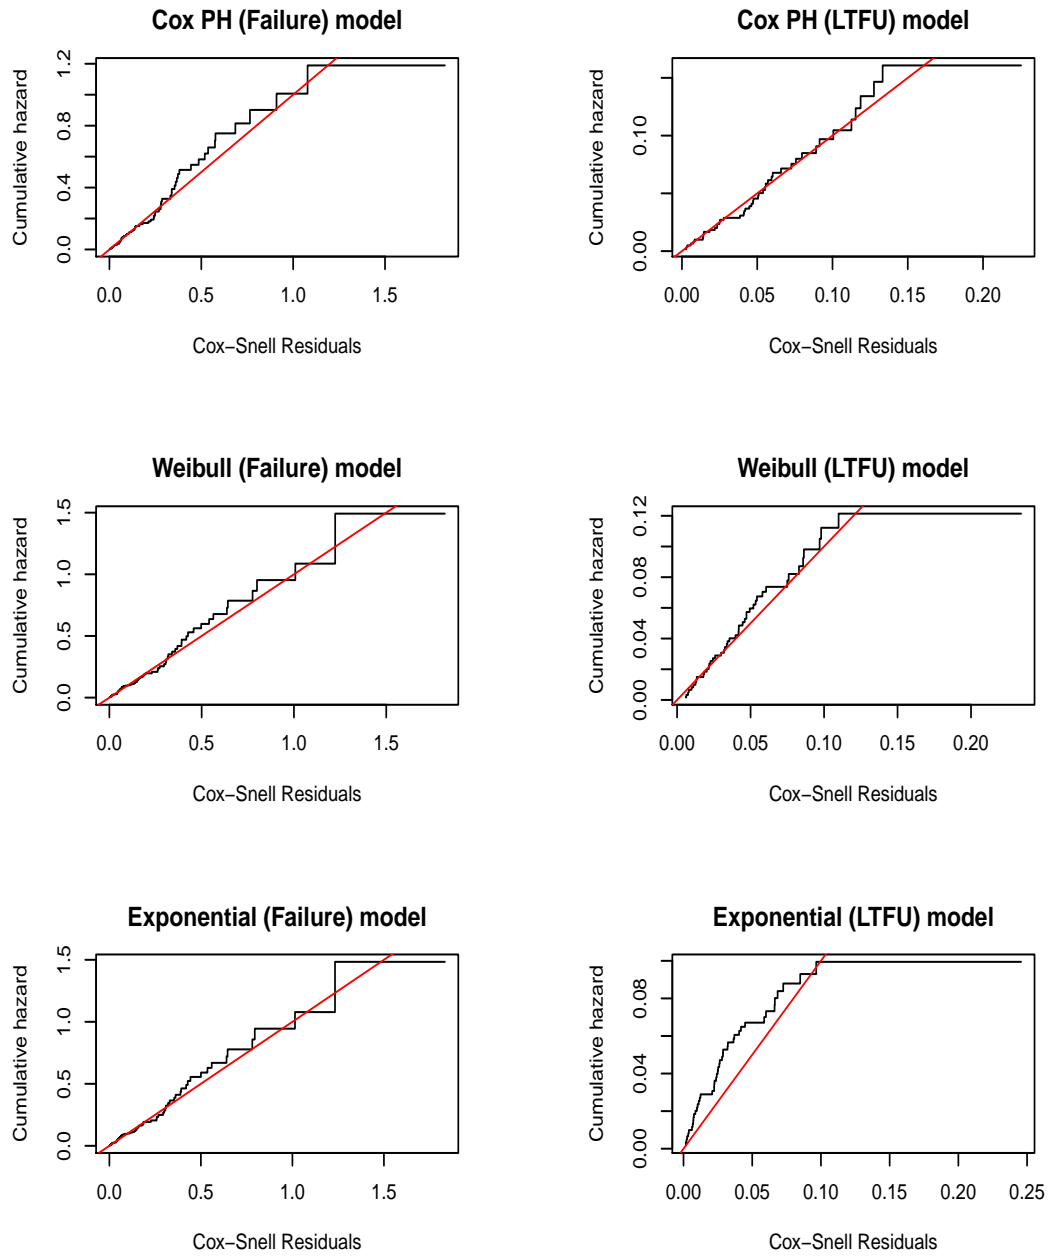 Cox PH (Failure) model
Cumulative hazard
0.0 0.4 0.8 1.2
0.0 0.5 1.0 1.5
Cox−Snell Residuals
Cox PH (LTFU) model
Cumulative hazard
0.00 0.10
0.00 0.05 0.10 0.15 0.20
Cox−Snell Residuals
Weibull (Failure) model
Cumulative hazard
0.0 0.5 1.0 1.5
0.0 0.5 1.0 1.5
Cox−Snell Residuals
Weibull (LTFU) model
Cumulative hazard
0.00 0.04 0.08 0.12
0.00 0.05 0.10 0.15 0.20
Cox−Snell Residuals
Exponential (Failure) model
Cumulative hazard
0.0 0.5 1.0 1.5
0.0 0.5 1.0 1.5
Cox−Snell Residuals
Exponential (LTFU) model
Cumulative hazard
0.00 0.04 0.08
0.00 0.05 0.10 0.15 0.20 0.25
Cox−Snell Residuals